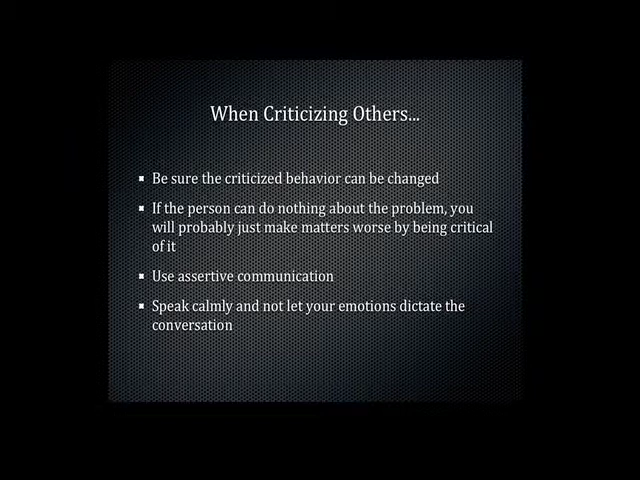 When Criticizing Others...
Be sure the criticized behavior can be changed
If the person can do nothing about the problem, you
will probably just make matters worse by being critical
of it
Use assertive communication
Speak calmly and not let your emotions dictate the
conversation